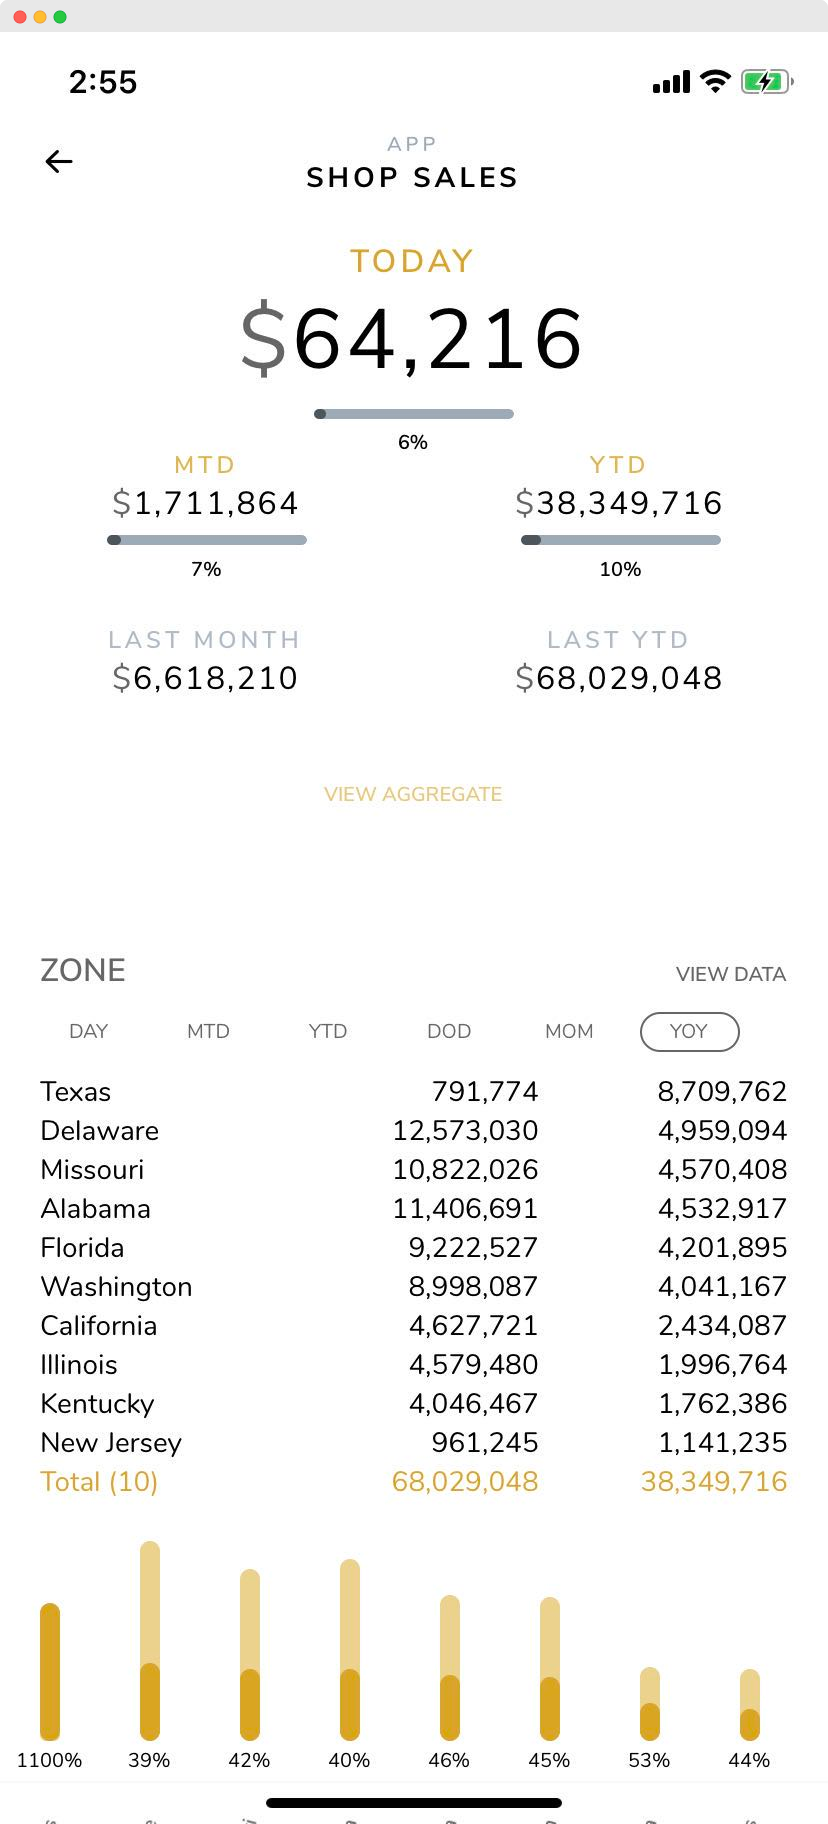 2:55
APP
SHOP SALES
TODAY
$64,216
6%
MTD YTD
$1,711,864 $38,349,716
7% 10%
LAST MONTH LAST YTD
$6,618,210 $68,029,048
VIEW AGGREGATE
ZONE VIEW DATA
DAY MTD YTD DOD MOM YOY
Texas 791,774 8,709,762
Delaware 12,573,030 4,959,094
Missouri 10,822,026 4,570,408
Alabama 11,406,691 4,532,917
Florida 9,222,527 4,201,895
Washington 8,998,087 4,041,167
California 4,627,721 2,434,087
Illinois 4,579,480 1,996,764
Kentucky 4,046,467 1,762,386
New Jersey 961,245 1,141,235
Total (10) 68,029,048 38,349,716
1100% 39% 42% 40% 46% 45% 53% 44%